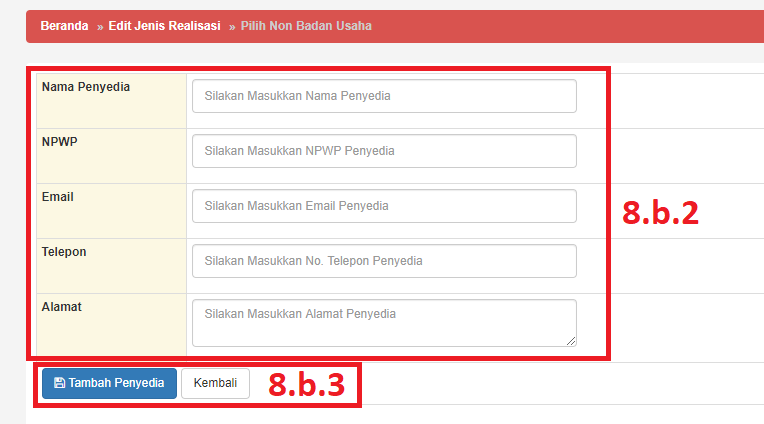 Beranda » Edit Jenis Realisasi » Pilih Non Badan Usaha
Nama Penyedia Silakan Masukkan Nama Penyedia
NPWP Silakan Masukkan NPWP Penyedia
Email Silakan Masukkan Email Penyedia
8.b.2
Telepon Silakan Masukkan No. Telepon Penyedia
Alamat Silakan Masukkan Alamat Penyedia
Tambah Penyedia Kembali 8.b.3